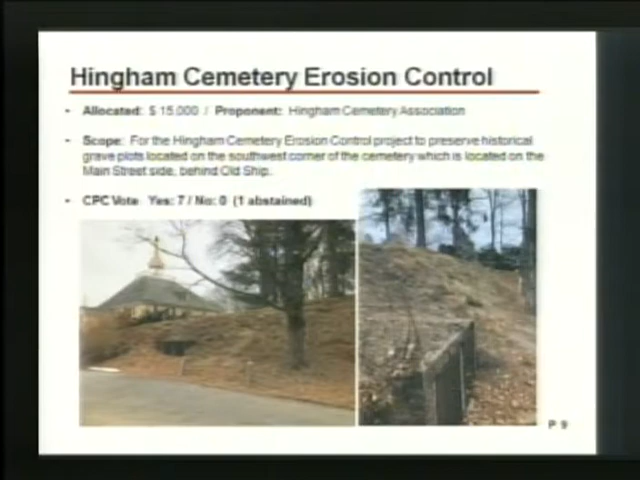 Hingham Cemetery Erosion Control
• Allocated: $ 15,000 / Proponent: Hingham Cemetery Association
• Scope: For the Hingham Cemetery Erosion Control project to preserve historical
grave plots located on the southwest corner of the cemetery which is located on the
Main Street side, behind Old Ship.
• CPC Vote Yes: 7 / No: 0 (1 abstained)
P 9